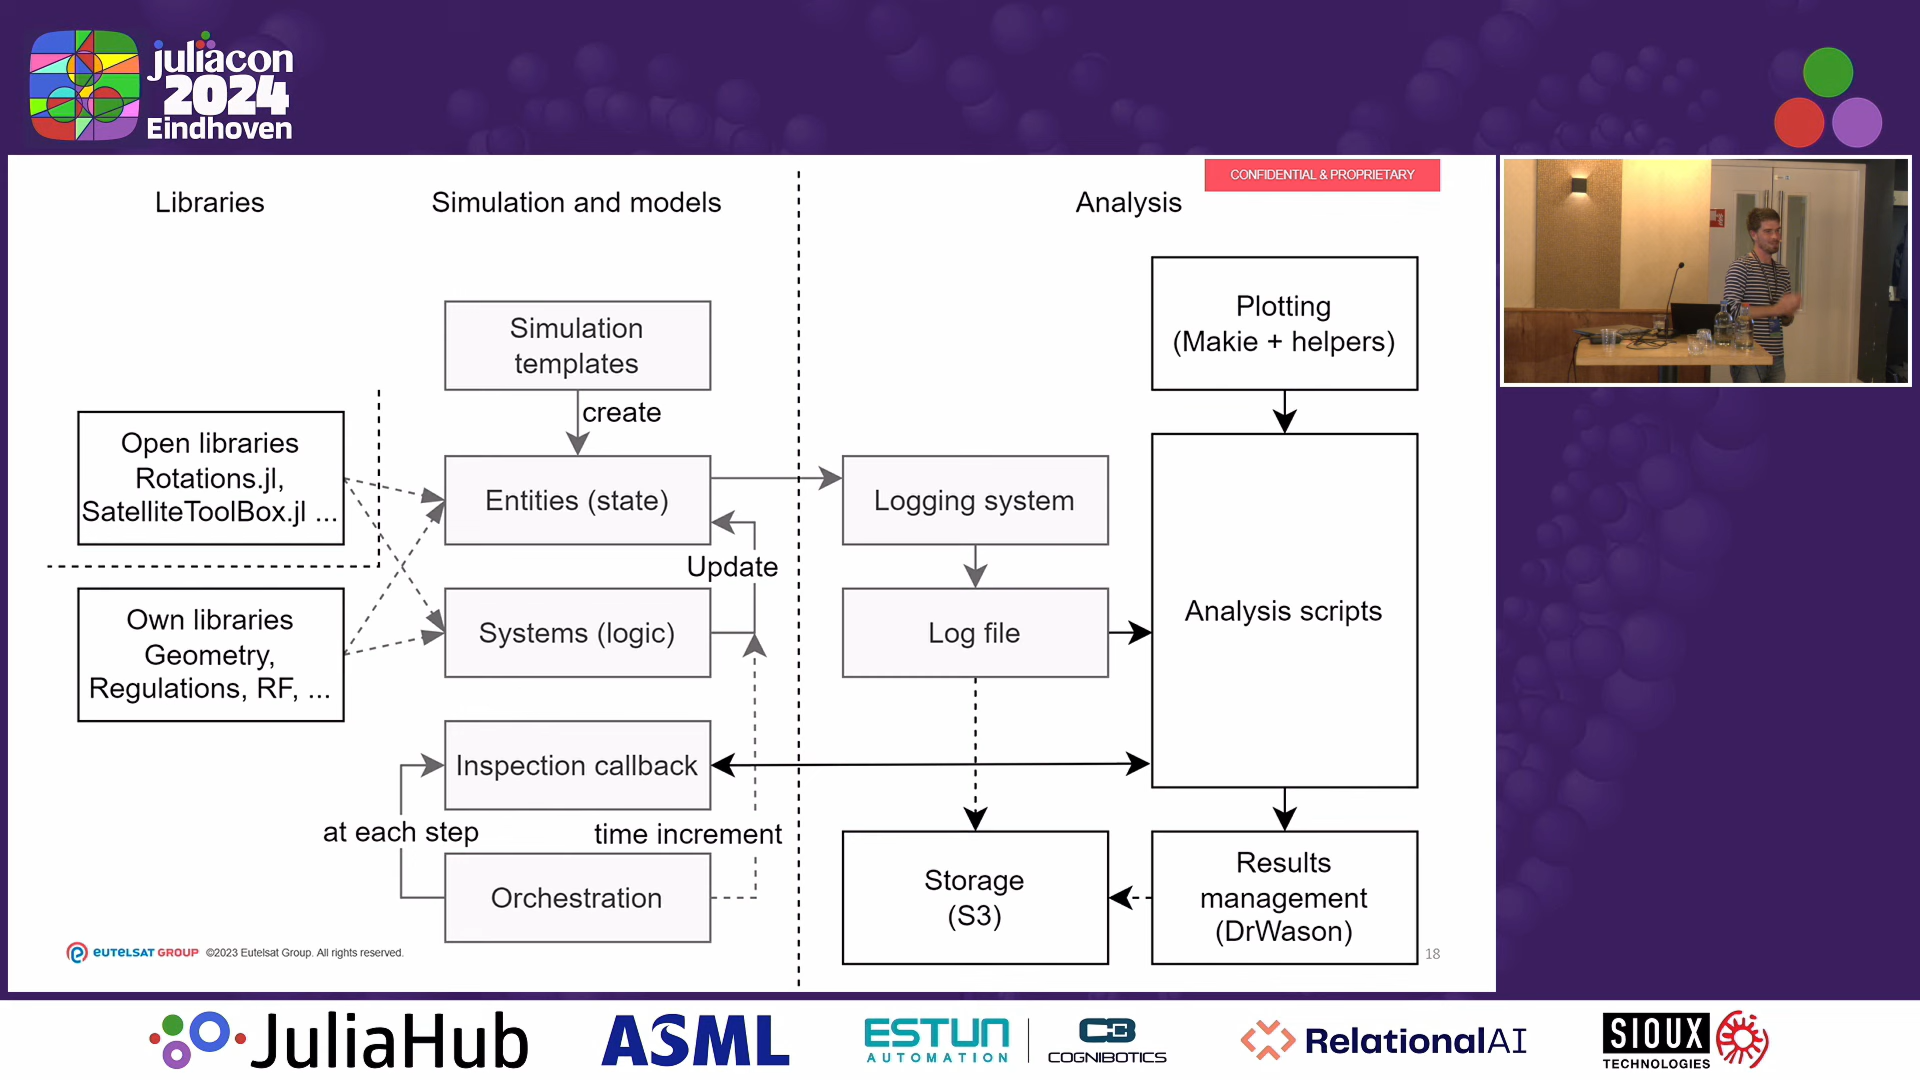 juliacon
2024
Eindhoven
CONFIDENTIAL & PROPRIETARY
Libraries
Simulation and models
Analysis
Simulation
templates
create
Open libraries
Rotations.jl,
SatelliteToolBox.jl ...
Entities (state)
Update
Own libraries
Geometry,
Regulations, RF, ...
Systems (logic)
Inspection callback
at each step
time increment
Orchestration
Logging system
Log file
Storage
(S3)
Plotting
(Makie + helpers)
Analysis scripts
Results
management
(DrWason)
EUTELSAT GROUP ©2023 Eutelsat Group. All rights reserved.
18
JuliaHub
ASML
ESTUN
AUTOMATION
COGNIBOTICS
RelationalAI
SIOUX
TECHNOLOGIES